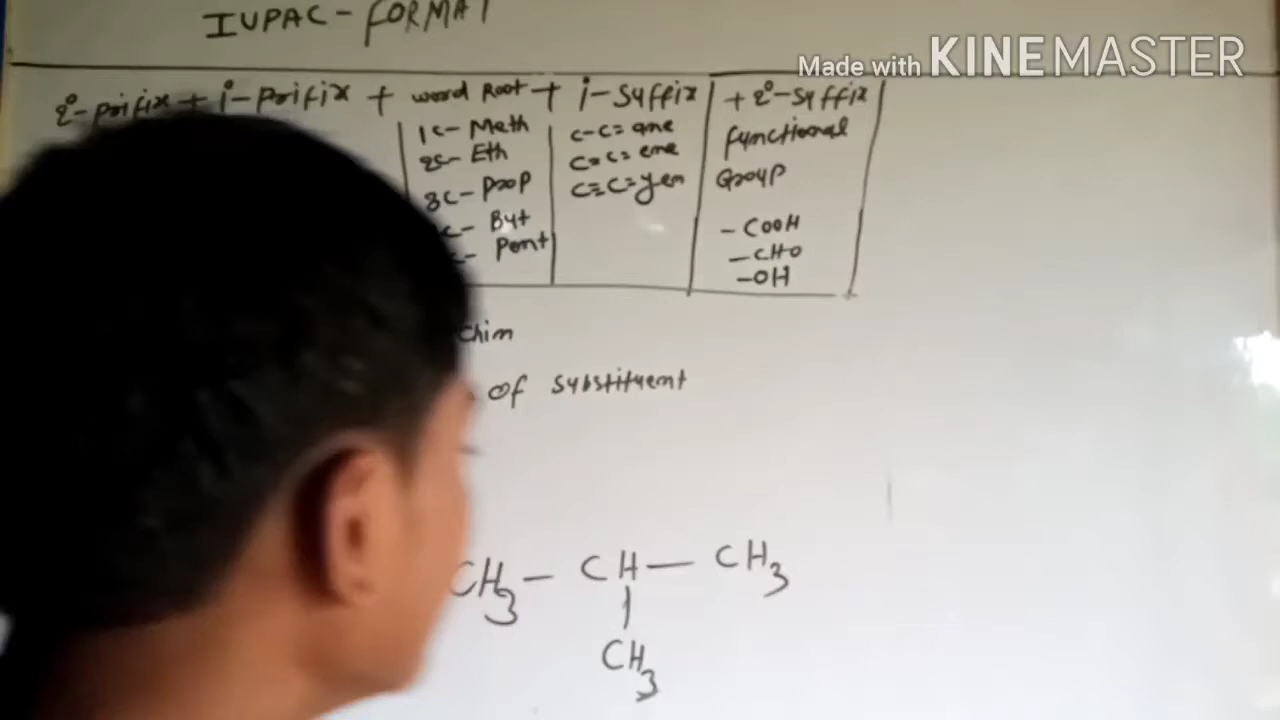 IUPAC - FORMAT
Made with KINEMASTER
2°-prifix + 1°-prifix + word Root + 1°-suffix + 2°-suffix
1c- Meth c-c= ane functional
2c- Eth c=c= ene Group
3c- Prop c≡c= yen
c- But - COOH
c- Pent - CHO
-OH
chin
of substituent
CH3 - CH - CH3
|
CH3